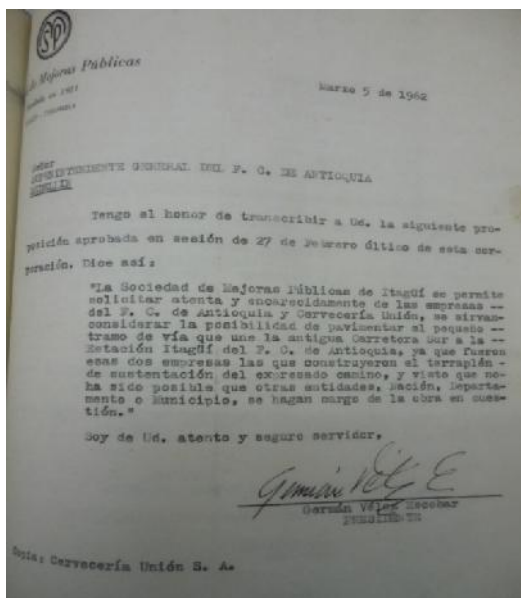 de Mejoras Públicas
Marzo 5 de 1962
Señor
SUPERINTENDENTE GENERAL DEL F. C. DE ANTIOQUIA
MEDELLIN
Tengo el honor de transcribir a Ud. la siguiente pro-
posición aprobada en sesión de 27 de Febrero último de esta cor-
poración. Dice así:
"La Sociedad de Mejoras Públicas de Itagüí se permite
solicitar atenta y encarecidamente de las empresas --
del F. C. de Antioquia y Cervecería Unión, se sirvan-
considerar la posibilidad de pavimentar el pequeño --
tramo de vía que une la antigua Carretera Sur a la --
Estación Itagüí del F. C. de Antioquia, ya que fueron
esas dos empresas las que construyeron el terraplén -
de sustentación del expresado camino, y visto que no-
ha sido posible que otras entidades, Nación, Departa-
mento o Municipio, se hagan cargo de la obra en cues-
tión."
Soy de Ud. atento y seguro servidor,
Germán Vélez E
Germán Vélez Escobar
PRESIDENTE
Copia: Cervecería Unión S. A.